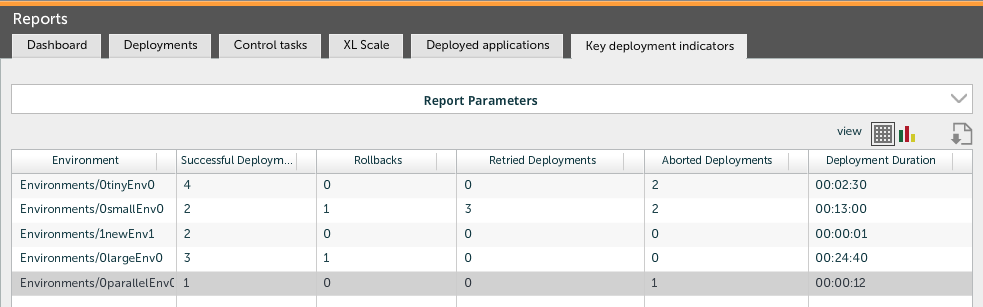 Reports
Dashboard Deployments Control tasks XL Scale Deployed applications Key deployment indicators
Report Parameters
view
Environment Successful Deploym... Rollbacks Retried Deployments Aborted Deployments Deployment Duration
Environments/0tinyEnv0 4 0 0 2 00:02:30
Environments/0smallEnv0 2 1 3 2 00:13:00
Environments/1newEnv1 2 0 0 0 00:00:01
Environments/0largeEnv0 3 1 0 0 00:24:40
Environments/0parallelEnv0 1 0 0 1 00:00:12